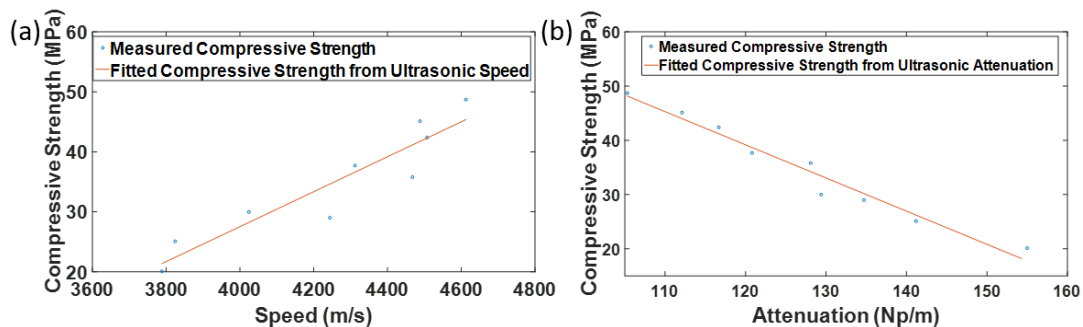 (a)
Measured Compressive Strength
Fitted Compressive Strength from Ultrasonic Speed
Compressive Strength (MPa)
60
50
40
30
20
3600
3800
4000
4200
4400
4600
4800
Speed (m/s)
(b)
Measured Compressive Strength
Fitted Compressive Strength from Ultrasonic Attenuation
Compressive Strength (MPa)
60
50
40
30
20
110
120
130
140
150
160
Attenuation (Np/m)